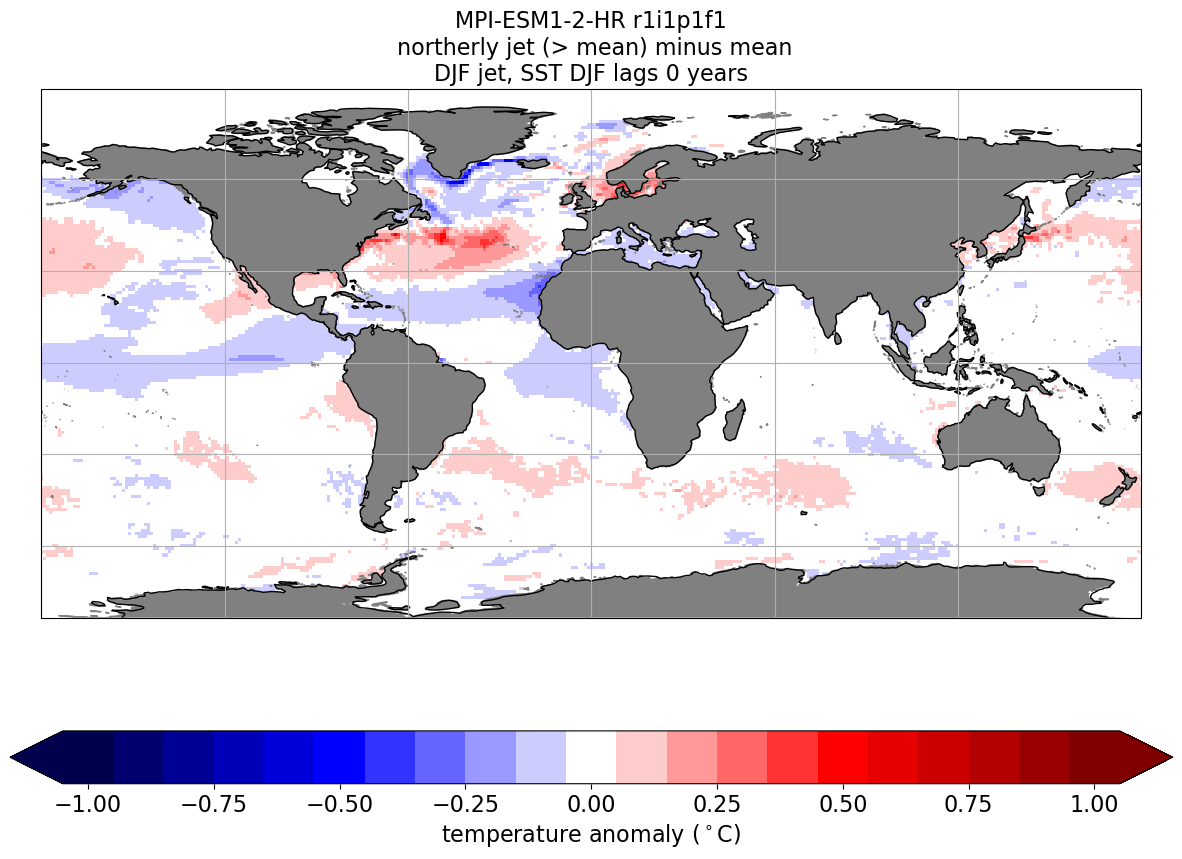 MPI-ESM1-2-HR r1i1p1f1
northerly jet (> mean) minus mean
DJF jet, SST DJF lags 0 years
−1.00 −0.75 −0.50 −0.25 0.00 0.25 0.50 0.75 1.00
temperature anomaly (°C)